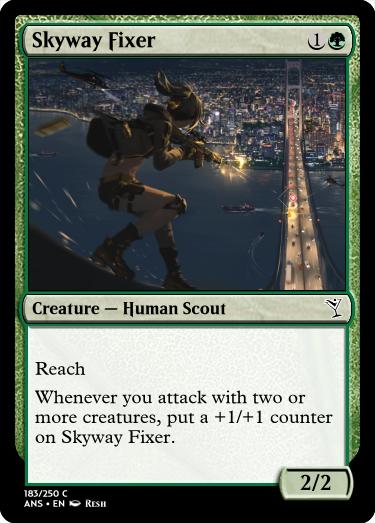 Skyway Fixer 1
Creature — Human Scout
Reach
Whenever you attack with two or
more creatures, put a +1/+1 counter
on Skyway Fixer.
2/2
183/250 C
ANS • EN Resh